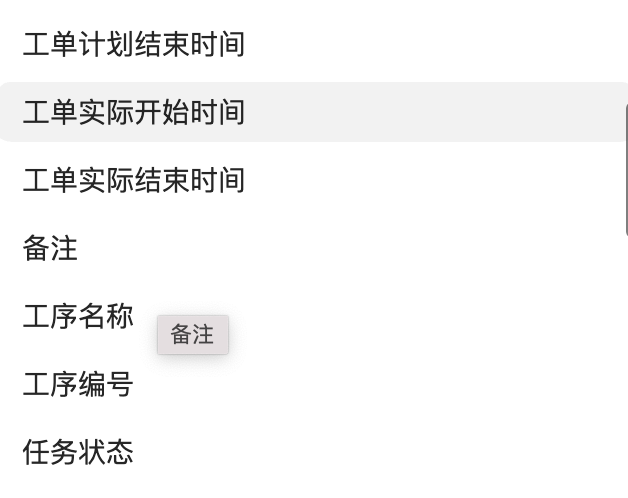 工单计划结束时间
工单实际开始时间
工单实际结束时间
备注
工序名称
备注
工序编号
任务状态